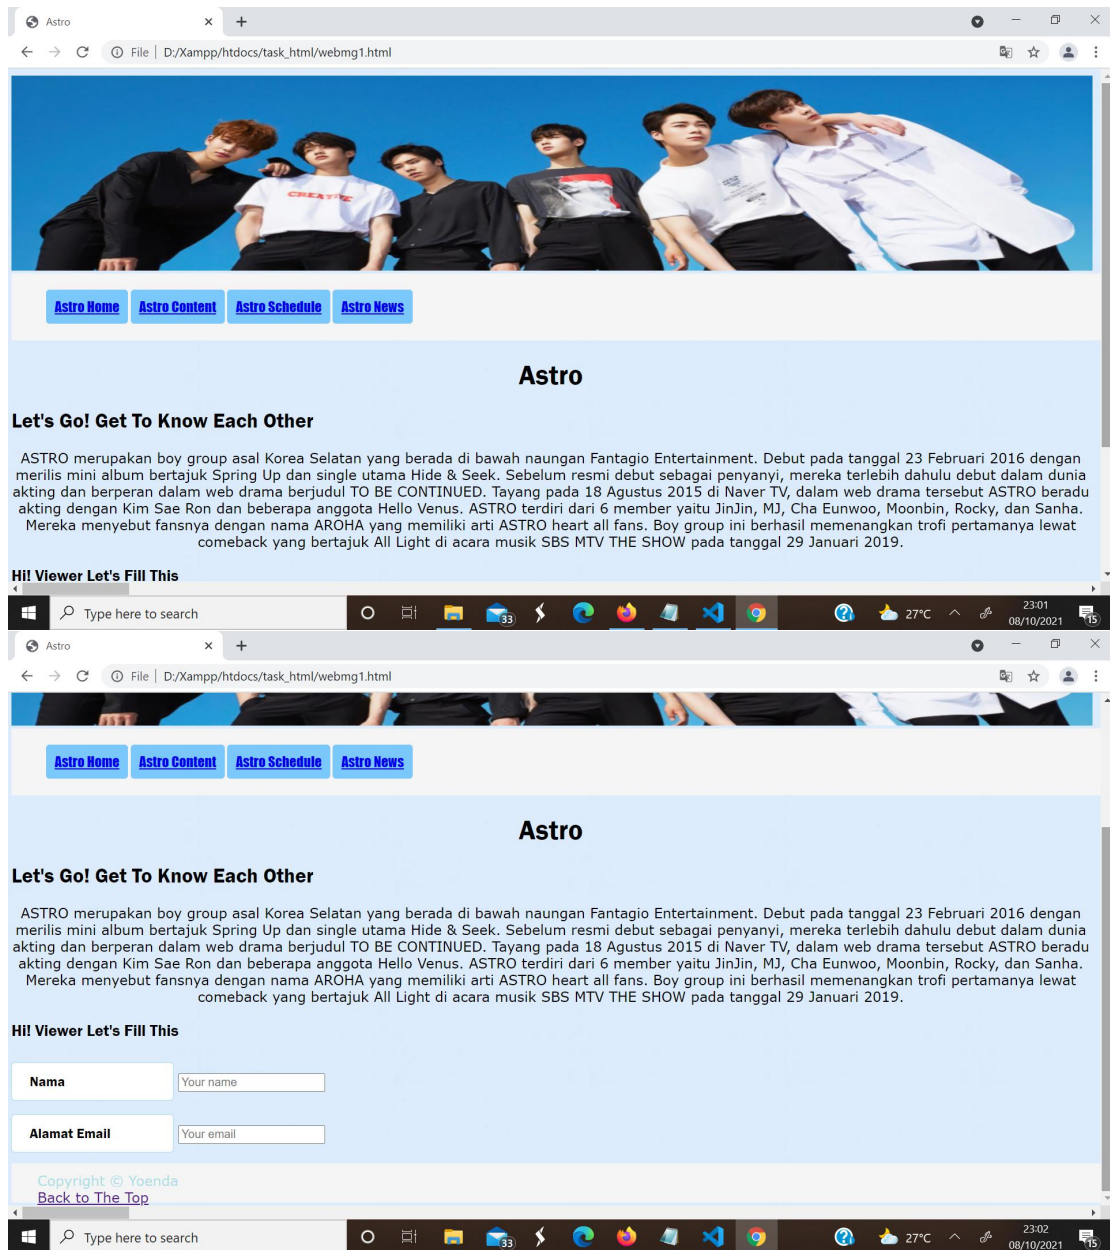 Astro
File | D:/Xampp/htdocs/task_html/webmg1.html
CREATIVE
Astro Home Astro Content Astro Schedule Astro News
Astro
Let's Go! Get To Know Each Other
ASTRO merupakan boy group asal Korea Selatan yang berada di bawah naungan Fantagio Entertainment. Debut pada tanggal 23 Februari 2016 dengan
merilis mini album bertajuk Spring Up dan single utama Hide & Seek. Sebelum resmi debut sebagai penyanyi, mereka terlebih dahulu debut dalam dunia
akting dan berperan dalam web drama berjudul TO BE CONTINUED. Tayang pada 18 Agustus 2015 di Naver TV, dalam web drama tersebut ASTRO beradu
akting dengan Kim Sae Ron dan beberapa anggota Hello Venus. ASTRO terdiri dari 6 member yaitu JinJin, MJ, Cha Eunwoo, Moonbin, Rocky, dan Sanha.
Mereka menyebut fansnya dengan nama AROHA yang memiliki arti ASTRO heart all fans. Boy group ini berhasil memenangkan trofi pertamanya lewat
comeback yang bertajuk All Light di acara musik SBS MTV THE SHOW pada tanggal 29 Januari 2019.
Hi! Viewer Let's Fill This
Type here to search 33 27°C 23:01
08/10/2021 15
Astro
File | D:/Xampp/htdocs/task_html/webmg1.html
Astro Home Astro Content Astro Schedule Astro News
Astro
Let's Go! Get To Know Each Other
ASTRO merupakan boy group asal Korea Selatan yang berada di bawah naungan Fantagio Entertainment. Debut pada tanggal 23 Februari 2016 dengan
merilis mini album bertajuk Spring Up dan single utama Hide & Seek. Sebelum resmi debut sebagai penyanyi, mereka terlebih dahulu debut dalam dunia
akting dan berperan dalam web drama berjudul TO BE CONTINUED. Tayang pada 18 Agustus 2015 di Naver TV, dalam web drama tersebut ASTRO beradu
akting dengan Kim Sae Ron dan beberapa anggota Hello Venus. ASTRO terdiri dari 6 member yaitu JinJin, MJ, Cha Eunwoo, Moonbin, Rocky, dan Sanha.
Mereka menyebut fansnya dengan nama AROHA yang memiliki arti ASTRO heart all fans. Boy group ini berhasil memenangkan trofi pertamanya lewat
comeback yang bertajuk All Light di acara musik SBS MTV THE SHOW pada tanggal 29 Januari 2019.
Hi! Viewer Let's Fill This
Nama Your name
Alamat Email Your email
Copyright © Yoenda
Back to The Top
Type here to search 33 27°C 23:02
08/10/2021 15